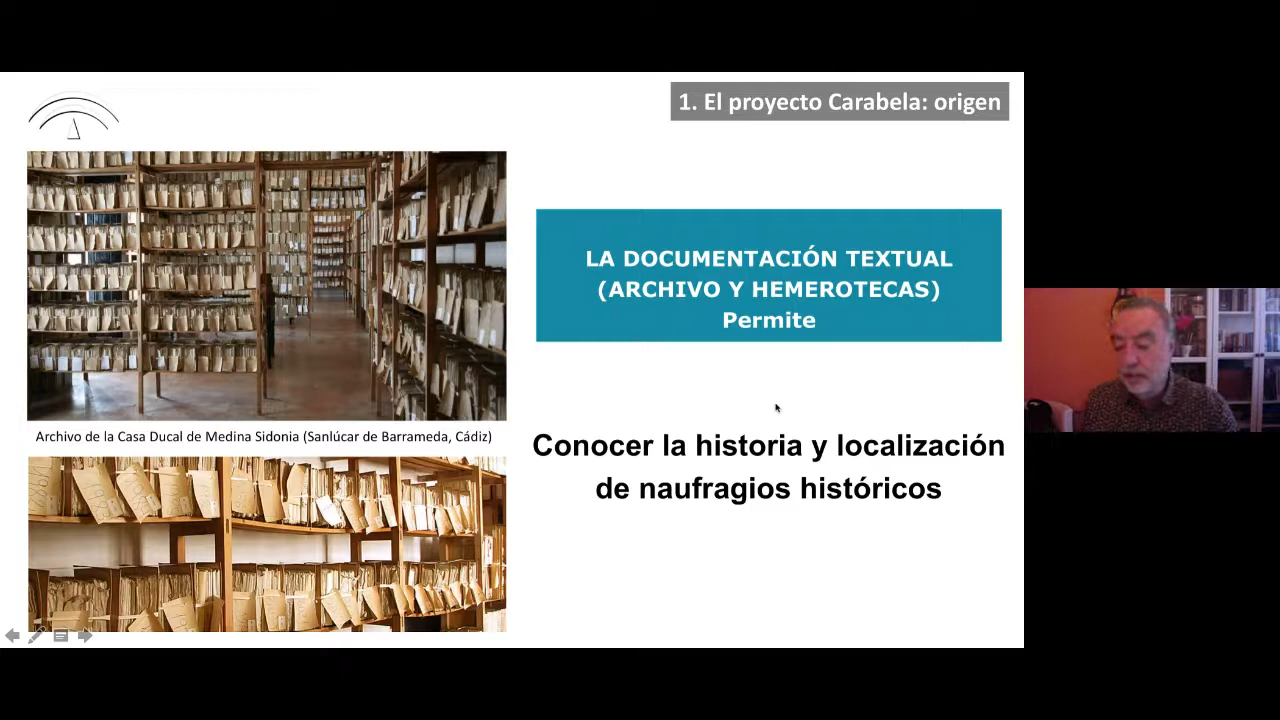 1. El proyecto Carabela: origen
LA DOCUMENTACIÓN TEXTUAL
(ARCHIVO Y HEMEROTECAS)
Permite
Archivo de la Casa Ducal de Medina Sidonia (Sanlúcar de Barrameda, Cádiz)
Conocer la historia y localización
de naufragios históricos